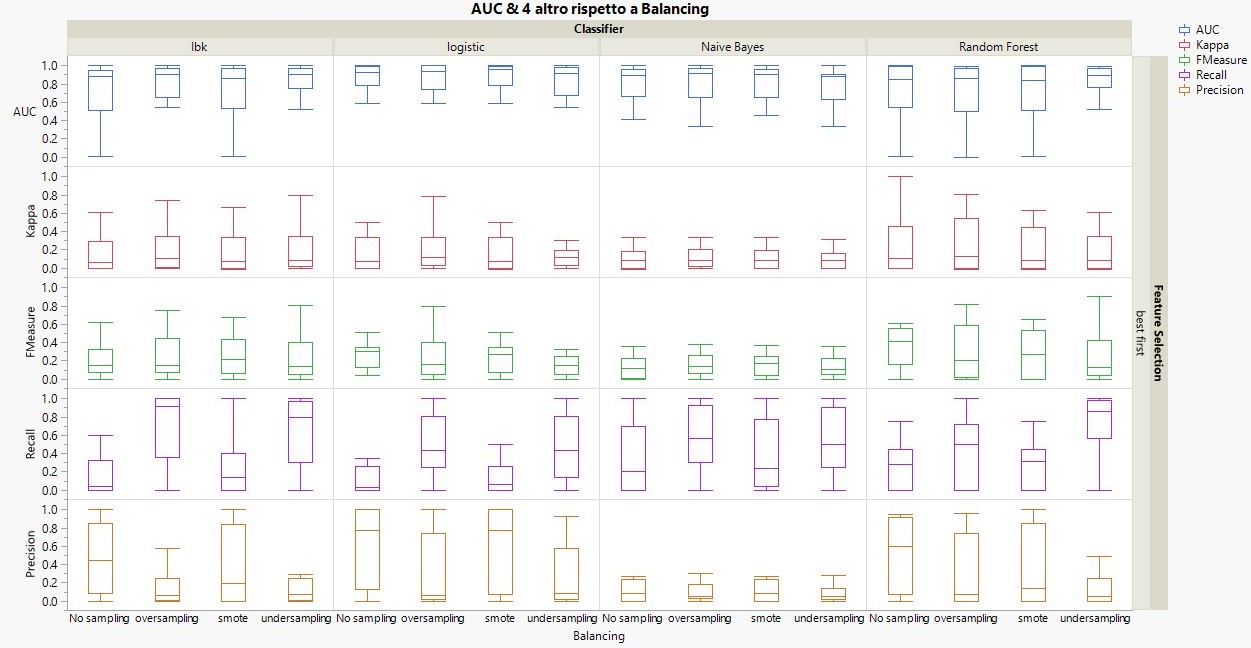 AUC & 4 altro rispetto a Balancing
Classifier
Ibk logistic Naive Bayes Random Forest
AUC
Kappa
FMeasure
Recall
Precision
AUC
1.0
0.8
0.6
0.4
0.2
0.0
Kappa
1.0
0.8
0.6
0.4
0.2
0.0
FMeasure
1.0
0.8
0.6
0.4
0.2
0.0
Recall
1.0
0.8
0.6
0.4
0.2
0.0
Precision
1.0
0.8
0.6
0.4
0.2
0.0
Feature Selection
best first
No sampling oversampling smote undersampling No sampling oversampling smote undersampling No sampling oversampling smote undersampling No sampling oversampling smote undersampling
Balancing